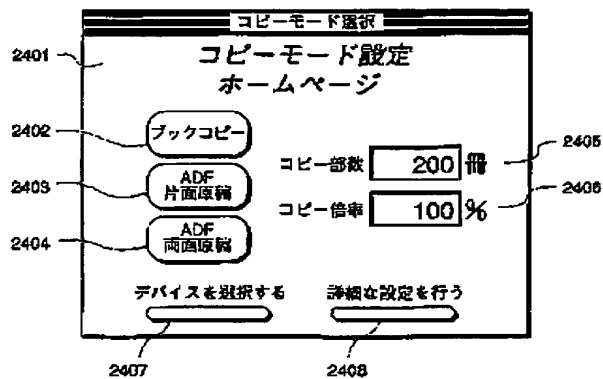 コピーモード選択
コピーモード設定
ホームページ
2401
2402
ブックコピー
コピー部数 200 冊
2405
2403
ADF
片面原稿
コピー倍率 100 %
2406
2404
ADF
両面原稿
デバイスを選択する
詳細な設定を行う
2407
2408